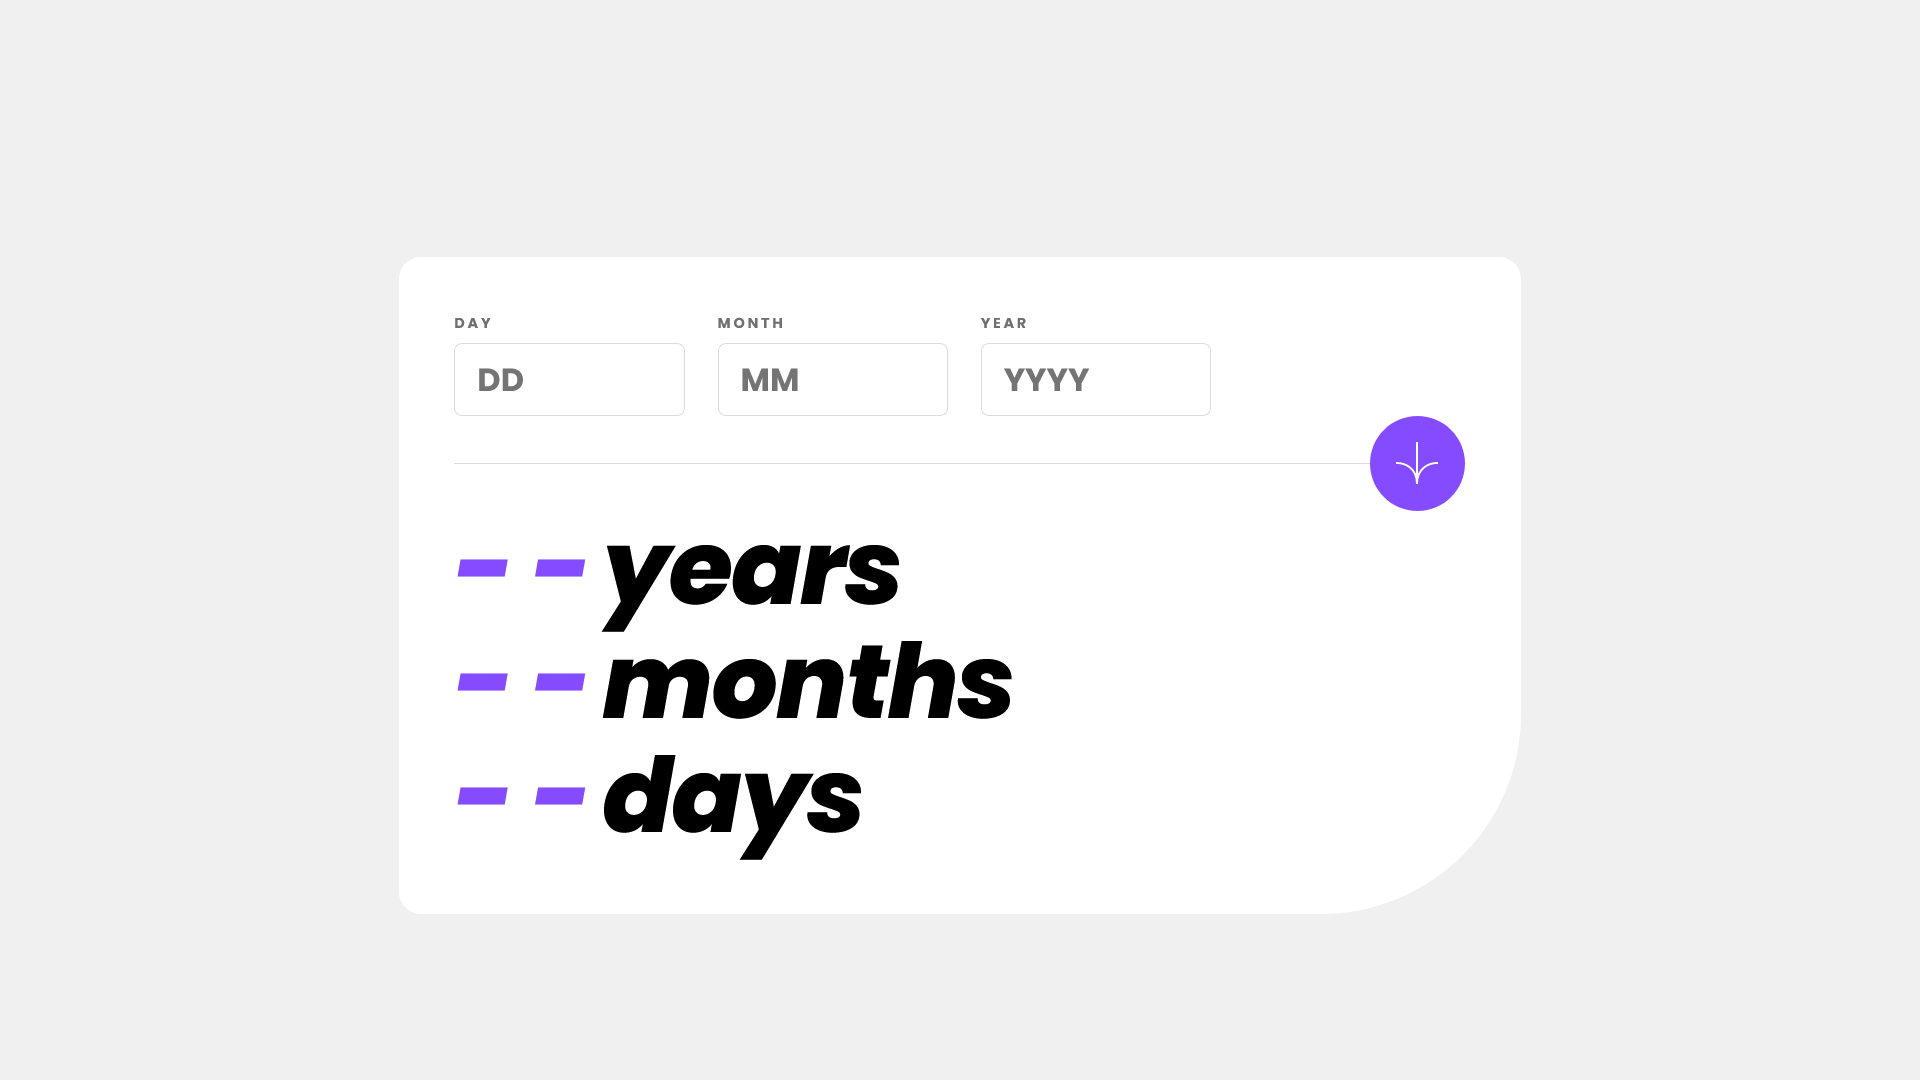 DAY MONTH YEAR
DD MM YYYY
- - years
- - months
- - days